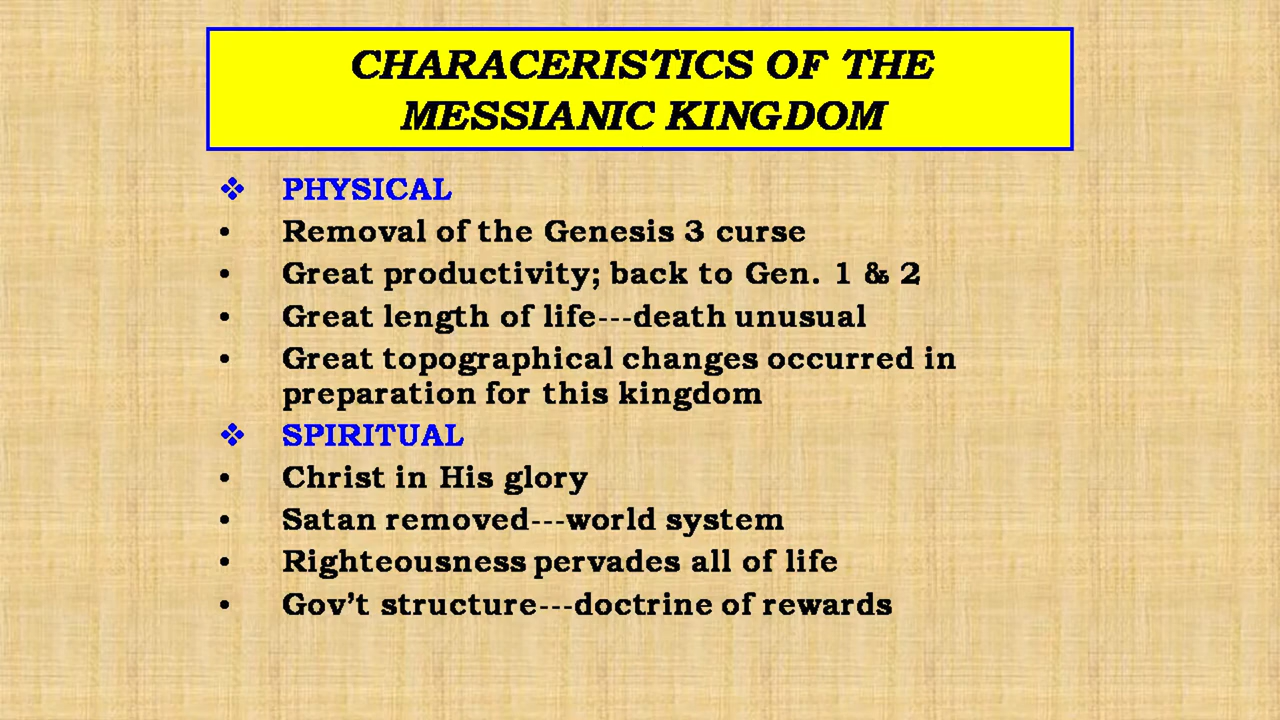 CHARACERISTICS OF THE
MESSIANIC KINGDOM
❖ PHYSICAL
• Removal of the Genesis 3 curse
• Great productivity; back to Gen. 1 & 2
• Great length of life---death unusual
• Great topographical changes occurred in
preparation for this kingdom
❖ SPIRITUAL
• Christ in His glory
• Satan removed---world system
• Righteousness pervades all of life
• Gov’t structure---doctrine of rewards